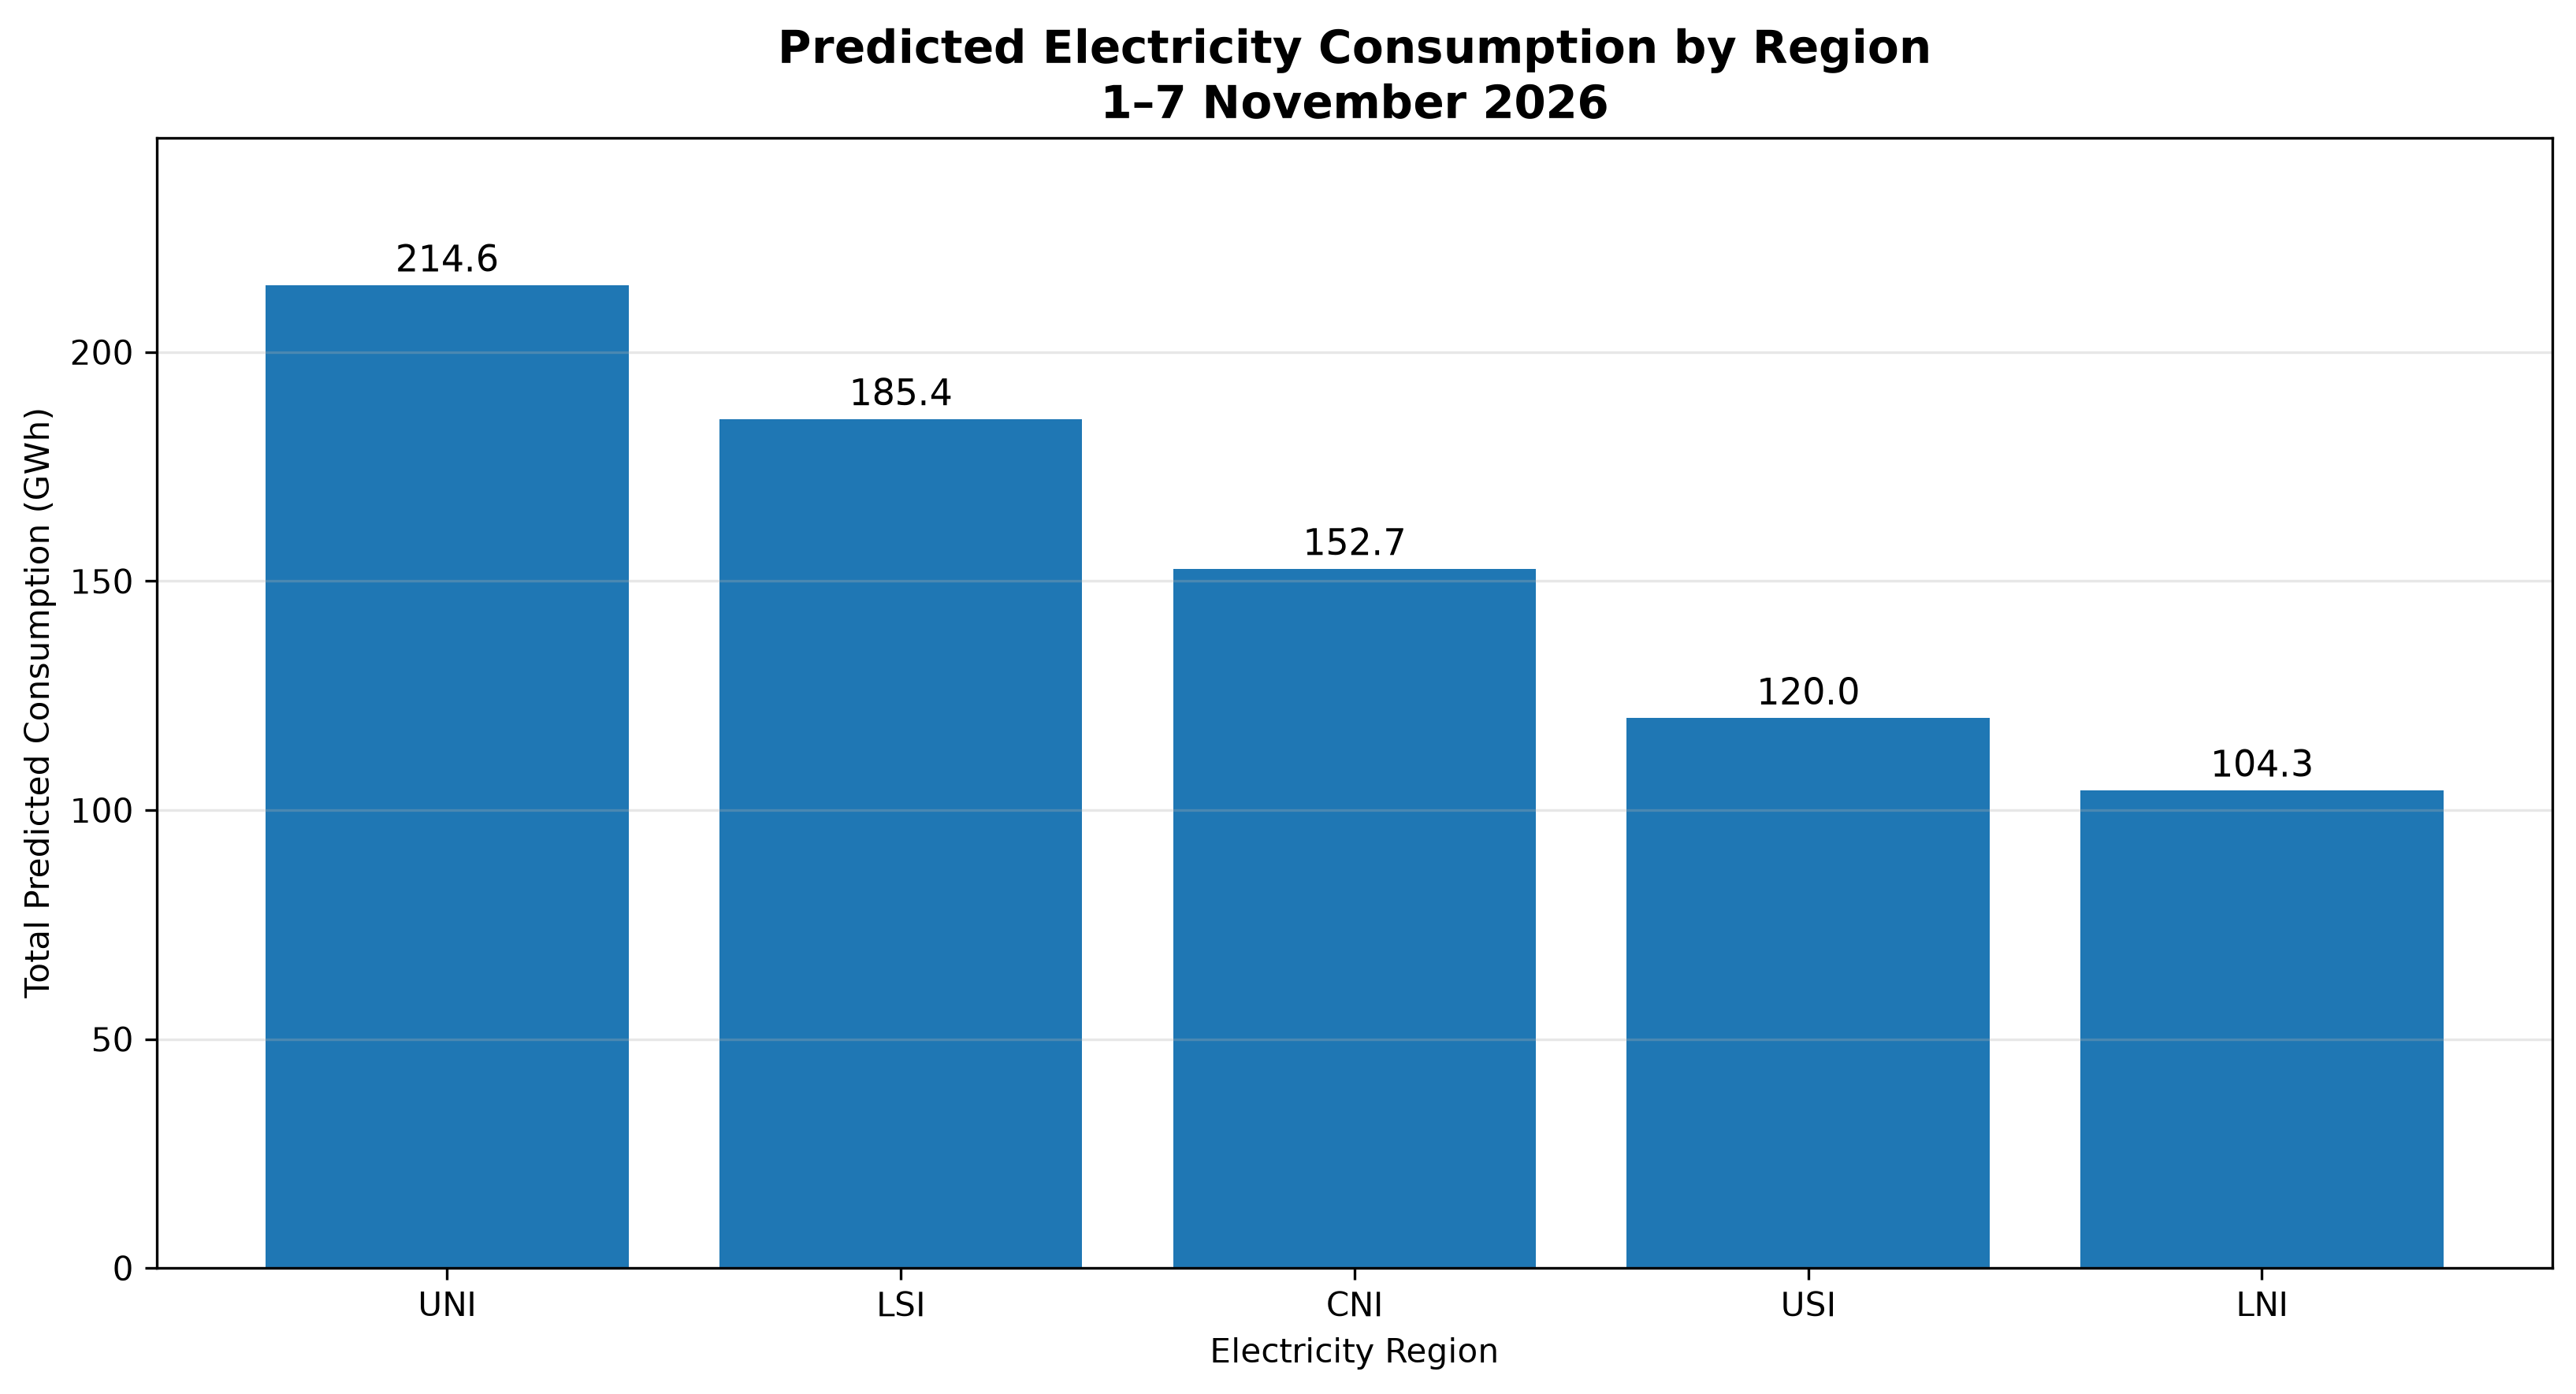 Predicted Electricity Consumption by Region
1–7 November 2026
Total Predicted Consumption (GWh)
200
150
100
50
0
214.6
185.4
152.7
120.0
104.3
UNI
LSI
CNI
USI
LNI
Electricity Region